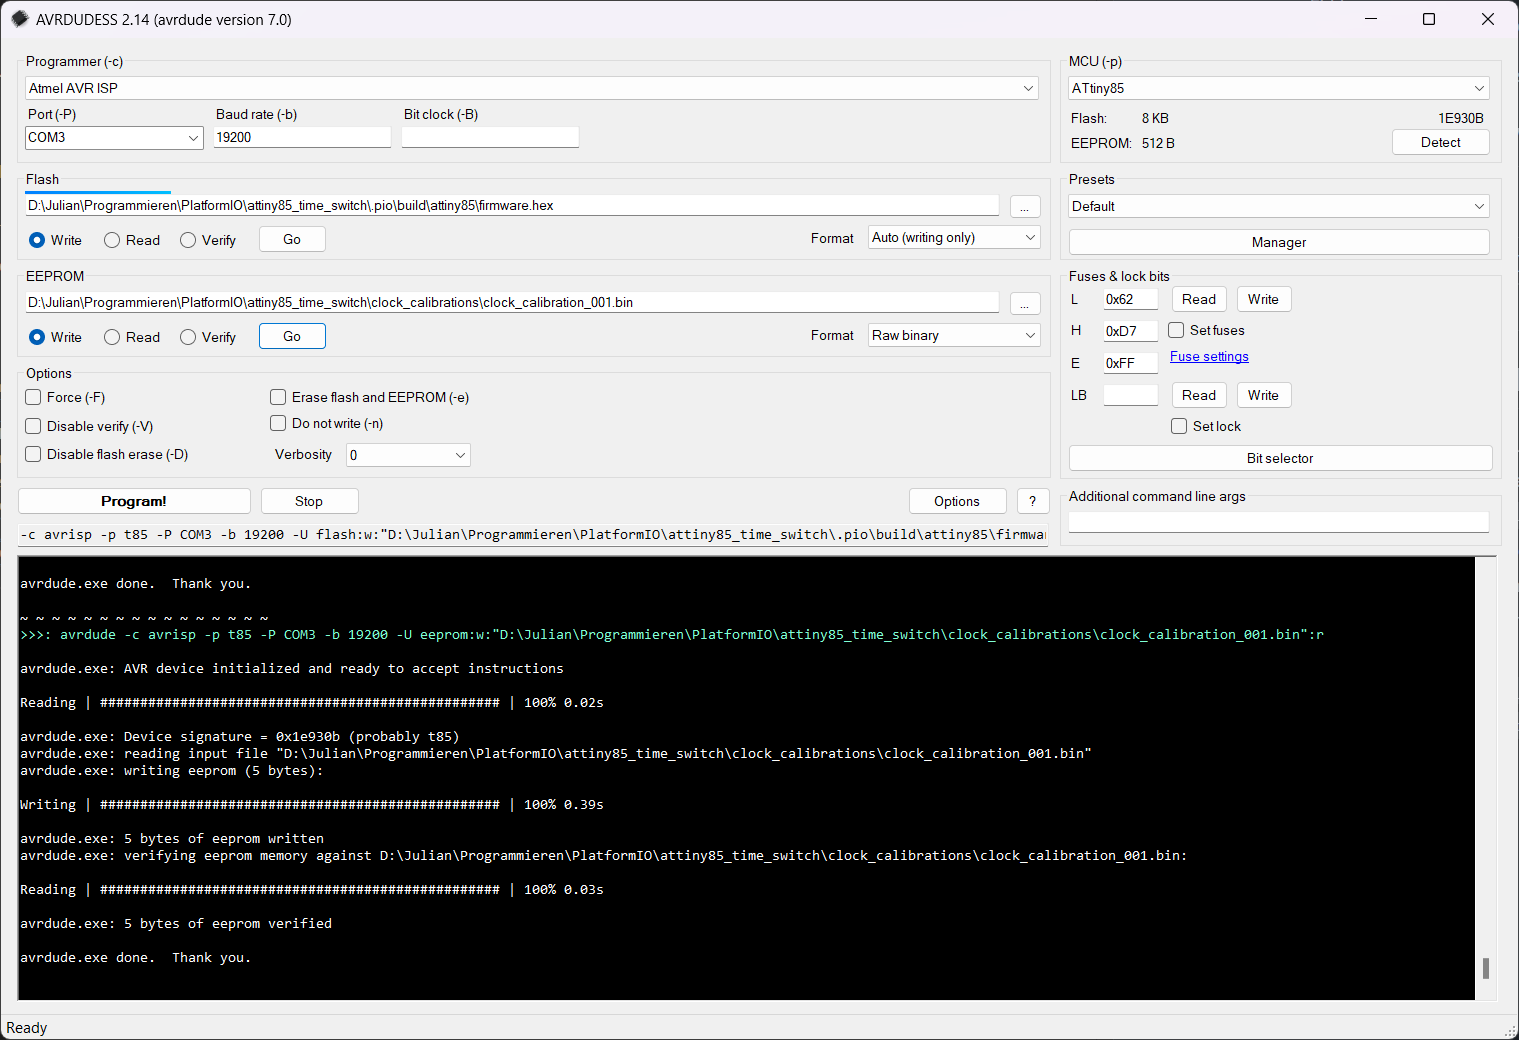 AVRDUDESS 2.14 (avrdude version 7.0)
Programmer (-c)
Atmel AVR ISP
Port (-P)
Baud rate (-b)
Bit clock (-B)
COM3
19200
MCU (-p)
ATtiny85
Flash:
8 KB
1E930B
EEPROM:
512 B
Detect
Flash
D:\Julian\Programmieren\PlatformIO\attiny85_time_switch\.pio\build\attiny85\firmware.hex
...
Write
Read
Verify
Go
Format
Auto (writing only)
Presets
Default
Manager
EEPROM
D:\Julian\Programmieren\PlatformIO\attiny85_time_switch\clock_calibrations\clock_calibration_001.bin
...
Write
Read
Verify
Go
Format
Raw binary
Fuses & lock bits
L
0x62
Read
Write
H
0xD7
Set fuses
E
0xFF
Fuse settings
LB
Read
Write
Set lock
Bit selector
Options
Force (-F)
Erase flash and EEPROM (-e)
Disable verify (-V)
Do not write (-n)
Disable flash erase (-D)
Verbosity
0
Program!
Stop
Options
?
Additional command line args
-c avrisp -p t85 -P COM3 -b 19200 -U flash:w:"D:\Julian\Programmieren\PlatformIO\attiny85_time_switch\.pio\build\attiny85\firmwar
avrdude.exe done.  Thank you.
~ ~ ~ ~ ~ ~ ~ ~ ~ ~ ~ ~ ~ ~ ~ ~
>>>: avrdude -c avrisp -p t85 -P COM3 -b 19200 -U eeprom:w:"D:\Julian\Programmieren\PlatformIO\attiny85_time_switch\clock_calibrations\clock_calibration_001.bin":r
avrdude.exe: AVR device initialized and ready to accept instructions
Reading | ################################################## | 100% 0.02s
avrdude.exe: Device signature = 0x1e930b (probably t85)
avrdude.exe: reading input file "D:\Julian\Programmieren\PlatformIO\attiny85_time_switch\clock_calibrations\clock_calibration_001.bin"
avrdude.exe: writing eeprom (5 bytes):
Writing | ################################################## | 100% 0.39s
avrdude.exe: 5 bytes of eeprom written
avrdude.exe: verifying eeprom memory against D:\Julian\Programmieren\PlatformIO\attiny85_time_switch\clock_calibrations\clock_calibration_001.bin:
Reading | ################################################## | 100% 0.03s
avrdude.exe: 5 bytes of eeprom verified
avrdude.exe done.  Thank you.
Ready